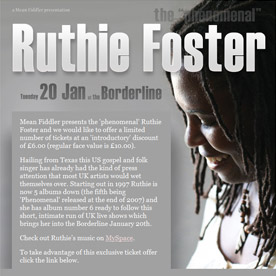 a Mean Fiddler presentation
the "phenomenal"
Ruthie Foster
Tuesday 20 Jan at the Borderline
Mean Fiddler presents the 'phenomenal' Ruthie
Foster and we would like to offer a limited
number of tickets at an 'introductory' discount
of £6.00 (regular face value is £10.00).
Hailing from Texas this US gospel and folk
singer has already had the kind of press
attention that most UK artists would wet
themselves over. Starting out in 1997 Ruthie is
now 5 albums down (the fifth being
'Phenomenal' released at the end of 2007) and
she has album number 6 ready to follow this
short, intimate run of UK live shows which
brings her into the Borderline January 20th.
Check out Ruthie's music on MySpace.
To take advantage of this exclusive ticket offer
click the link below.